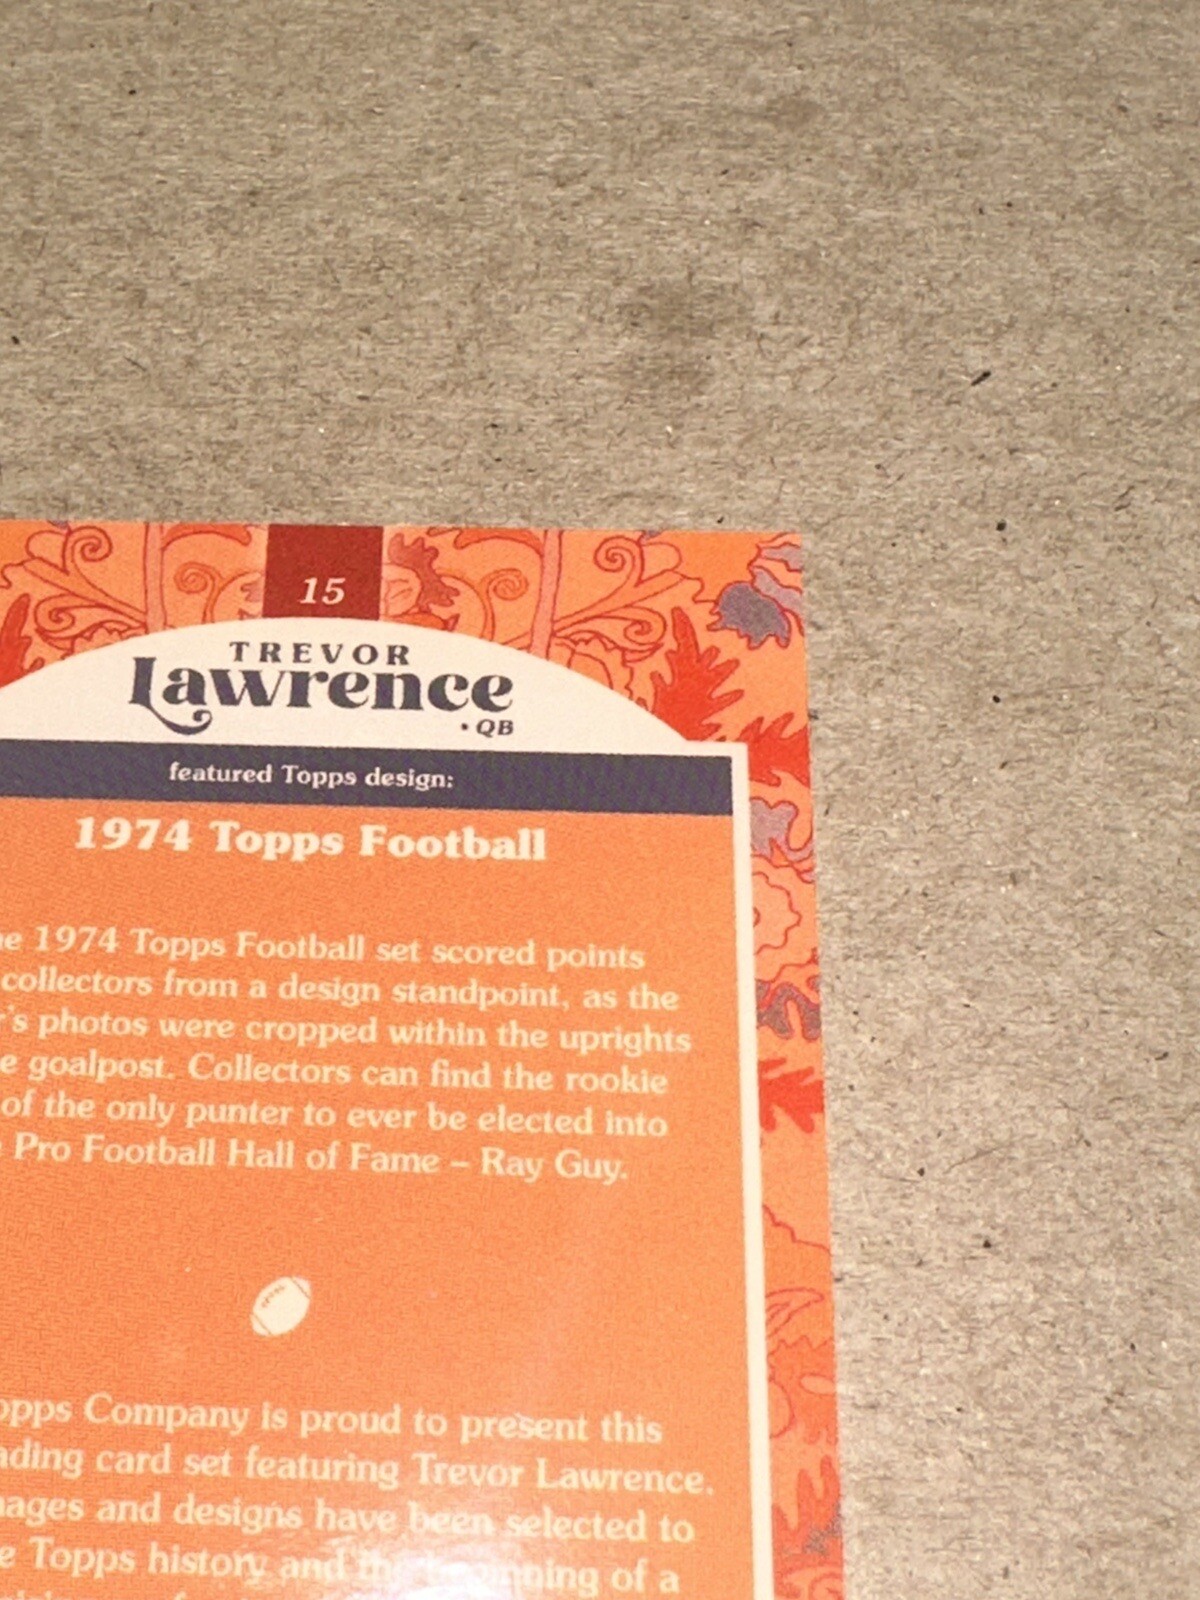 15
TREVOR
Lawrence
• QB
featured Topps design:
1974 Topps Football
1974 Topps Football set scored points
collectors from a design standpoint, as the
's photos were cropped within the uprights
goalpost. Collectors can find the rookie
of the only punter to ever be elected into
Pro Football Hall of Fame – Ray Guy.
Company is proud to present this
card set featuring Trevor Lawrence.
and designs have been selected to
Topps history and the beginning of a